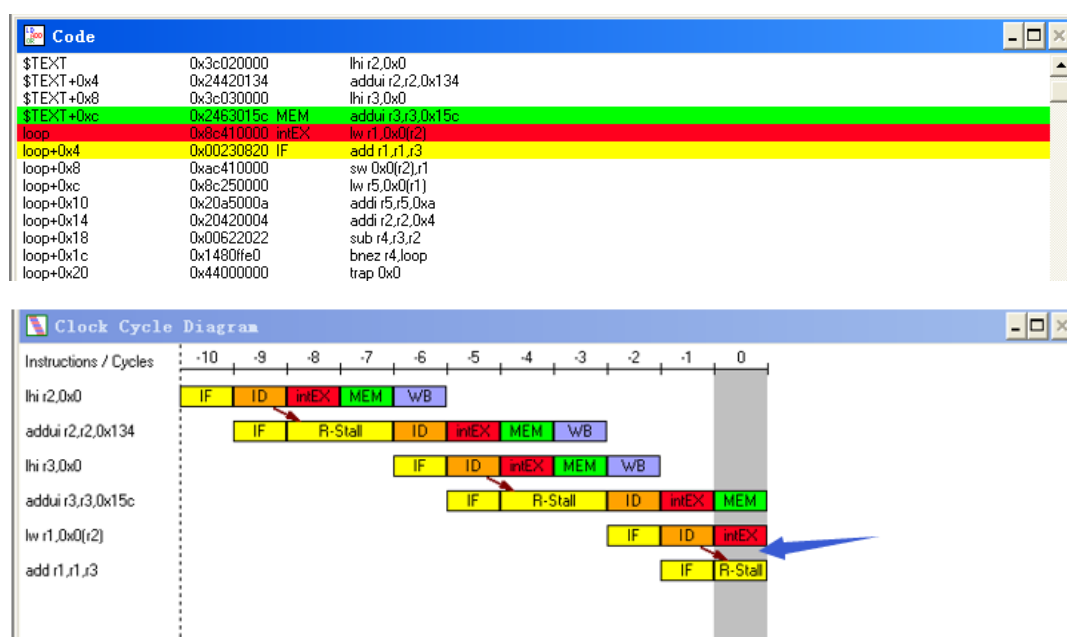 Code
$TEXT 0x3c020000 lhi r2,0x0
$TEXT+0x4 0x24420134 addui r2,r2,0x134
$TEXT+0x8 0x3c030000 lhi r3,0x0
$TEXT+0xc 0x2463015c MEM addui r3,r3,0x15c
loop 0x8c410000 intEX lw r1,0x0(r2)
loop+0x4 0x00230820 IF add r1,r1,r3
loop+0x8 0xac410000 sw 0x0(r2),r1
loop+0xc 0x8c250000 lw r5,0x0(r1)
loop+0x10 0x20a5000a addi r5,r5,0xa
loop+0x14 0x20420004 addi r2,r2,0x4
loop+0x18 0x00622022 sub r4,r3,r2
loop+0x1c 0x1480ffe0 bnez r4,loop
loop+0x20 0x44000000 trap 0x0
Clock Cycle Diagram
Instructions / Cycles -10 -9 -8 -7 -6 -5 -4 -3 -2 -1 0
lhi r2,0x0 IF ID intEX MEM WB
addui r2,r2,0x134 IF R-Stall ID intEX MEM WB
lhi r3,0x0 IF ID intEX MEM WB
addui r3,r3,0x15c IF R-Stall ID intEX MEM
lw r1,0x0(r2) IF ID intEX
add r1,r1,r3 IF R-Stall